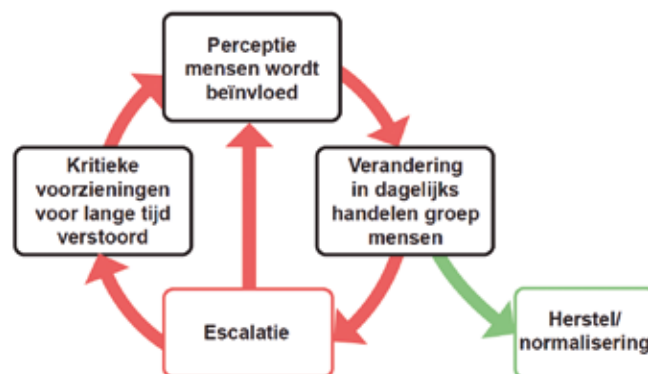 Perceptie
mensen wordt
beïnvloed
Kritieke
voorzieningen
voor lange tijd
verstoord
Verandering
in dagelijks
handelen groep
mensen
Escalatie
Herstel/
normalisering